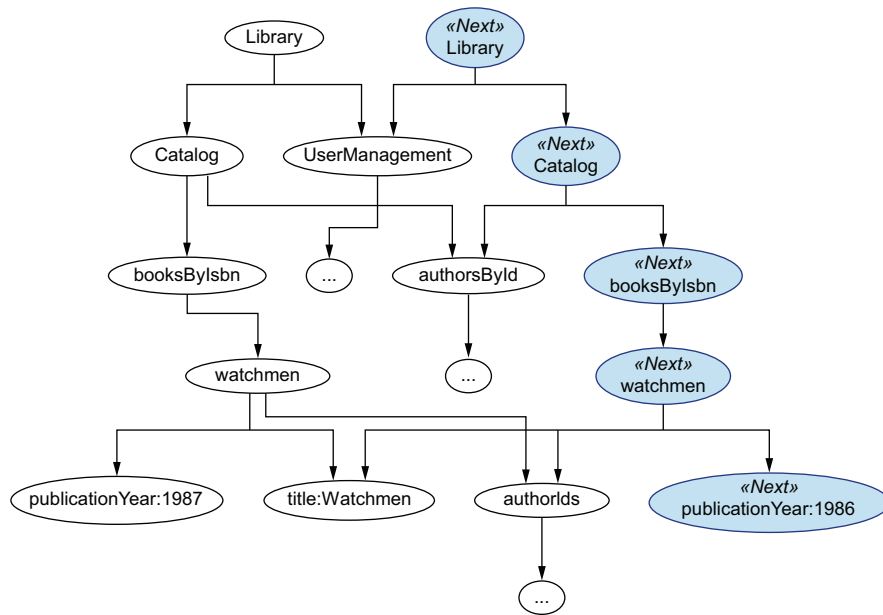 Library
«Next»
Library
Catalog
UserManagement
«Next»
Catalog
booksByIsbn
...
authorsById
«Next»
booksByIsbn
watchmen
...
«Next»
watchmen
publicationYear:1987
title:Watchmen
authorIds
«Next»
publicationYear:1986
...